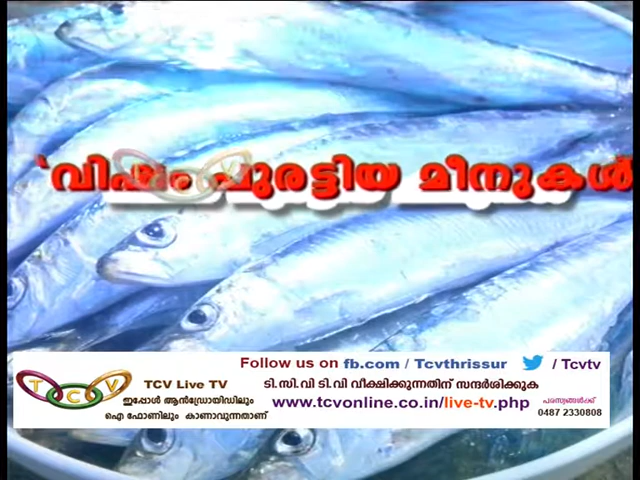 'വിഷം പുരട്ടിയ മീനുകൾ
Follow us on fb.com / Tcvthrissur / Tcvtv
TCV
TCV Live TV
ഇപ്പോൾ ആൻഡ്രോയിഡിലും
ഐ ഫോണിലും കാണാവുന്നതാണ്
ടി.സി.വി ടി.വി വീക്ഷിക്കുന്നതിന് സന്ദർശിക്കുക
www.tcvonline.co.in/live-tv.php
പരസ്യങ്ങൾക്ക്
0487 2330808